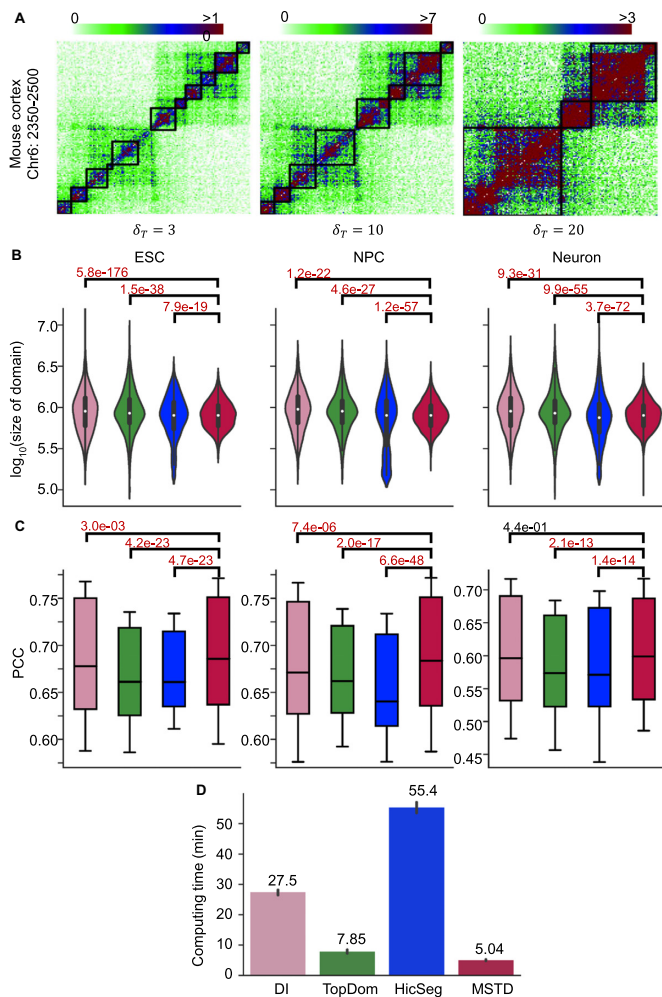 A
0 >1
0
0 >7
0 >3
Mouse cortex
Chr6: 2350-2500
δT = 3 δT = 10 δT = 20
B
ESC NPC Neuron
5.8e-176 1.2e-22 9.3e-31
1.5e-38 4.6e-27 9.9e-55
7.9e-19 1.2e-57 3.7e-72
log10(size of domain)
7.0
6.5
6.0
5.5
5.0
C
3.0e-03 7.4e-06 4.4e-01
4.2e-23 2.0e-17 2.1e-13
4.7e-23 6.6e-48 1.4e-14
PCC
0.75 0.75 0.70
0.70 0.70 0.65
0.65 0.65 0.60
0.60 0.60 0.55
0.50
0.45
D
Computing time (min)
50
40
30
20
10
0
27.5
7.85
55.4
5.04
DI TopDom HicSeg MSTD